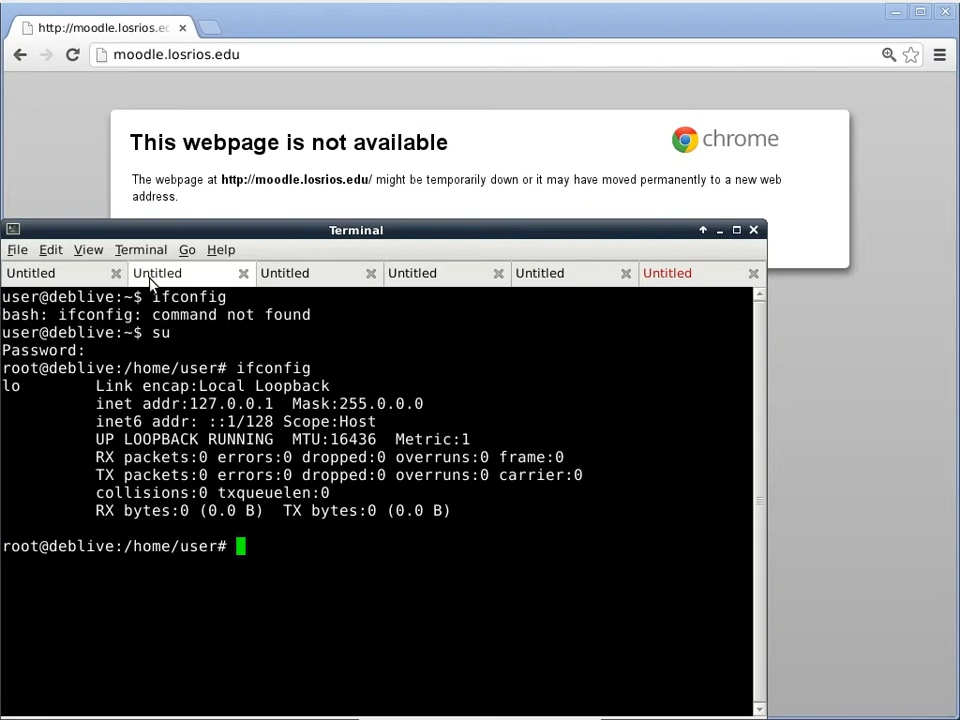 http://moodle.losrios.ec
moodle.losrios.edu
This webpage is not available
chrome
The webpage at http://moodle.losrios.edu/ might be temporarily down or it may have moved permanently to a new web
address.
Terminal
File Edit View Terminal Go Help
Untitled Untitled Untitled Untitled Untitled Untitled
user@deblive:~$ ifconfig
bash: ifconfig: command not found
user@deblive:~$ su
Password:
root@deblive:/home/user# ifconfig
lo        Link encap:Local Loopback
          inet addr:127.0.0.1  Mask:255.0.0.0
          inet6 addr: ::1/128 Scope:Host
          UP LOOPBACK RUNNING  MTU:16436  Metric:1
          RX packets:0 errors:0 dropped:0 overruns:0 frame:0
          TX packets:0 errors:0 dropped:0 overruns:0 carrier:0
          collisions:0 txqueuelen:0
          RX bytes:0 (0.0 B)  TX bytes:0 (0.0 B)
root@deblive:/home/user#